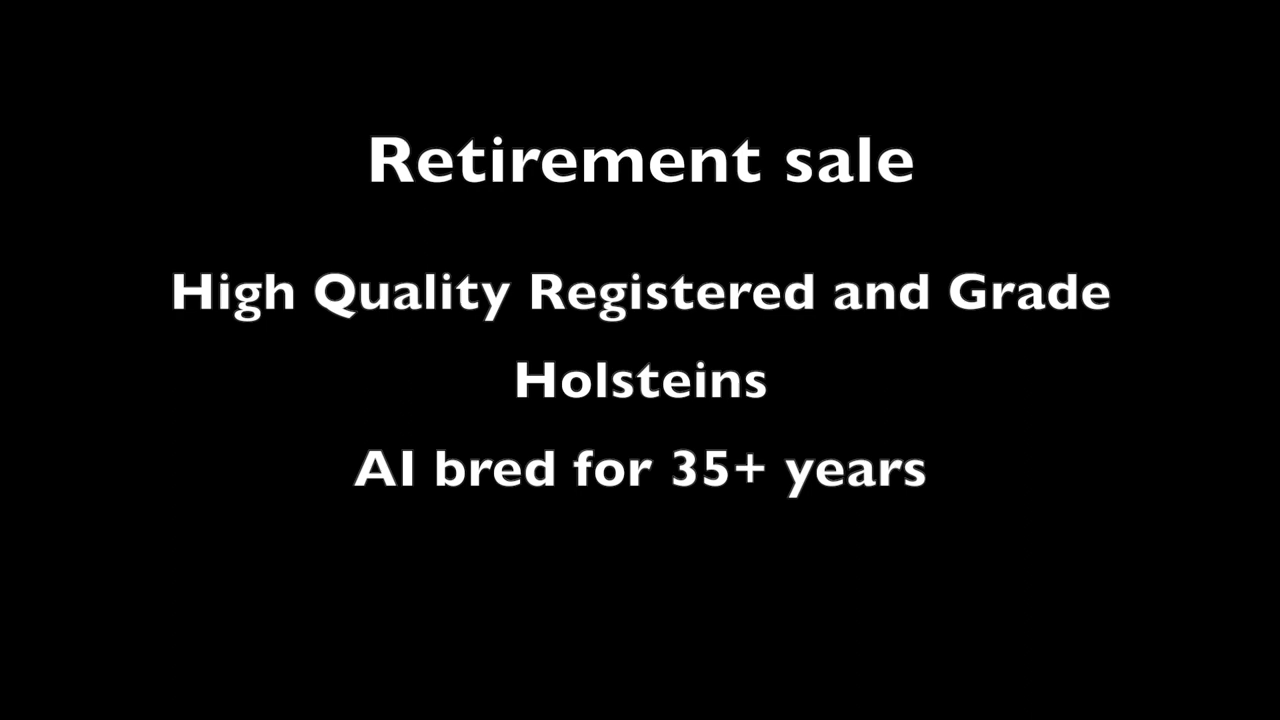 Retirement sale
High Quality Registered and Grade
Holsteins
AI bred for 35+ years